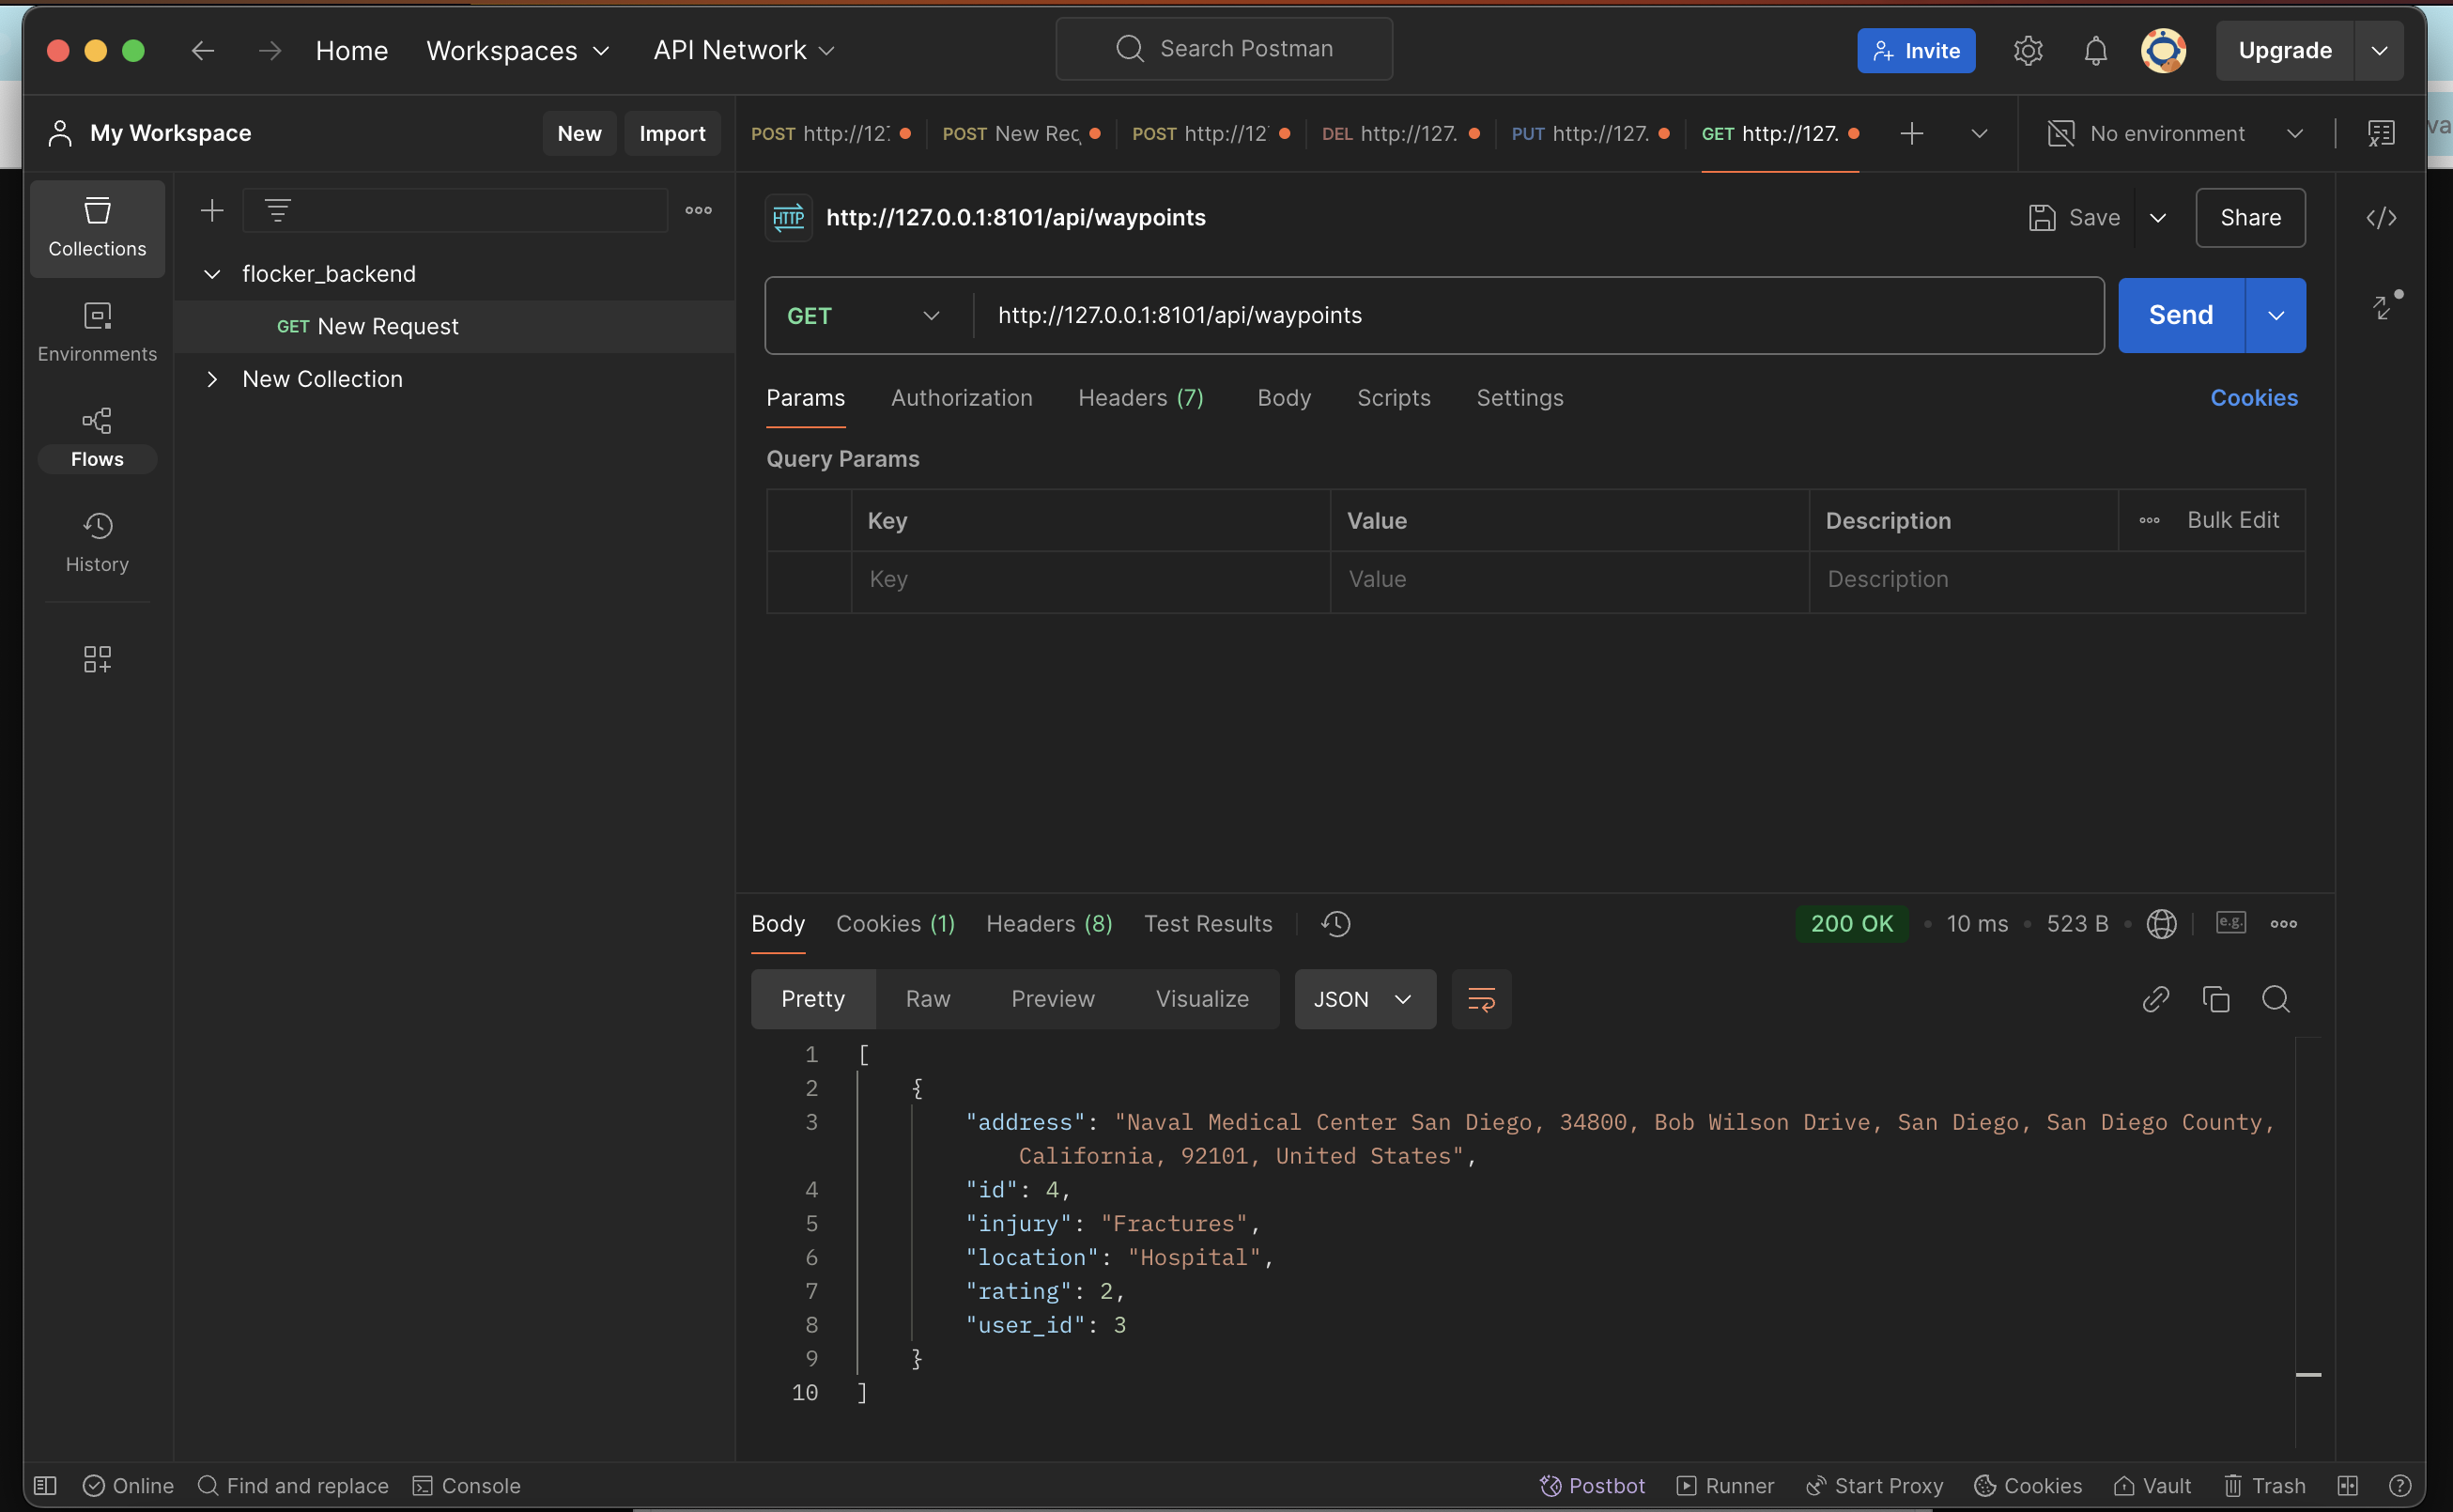 Home
Workspaces
API Network
Search Postman
Invite
Upgrade
My Workspace
New
Import
POST http://127
POST New Req
POST http://127
DEL http://127.
PUT http://127.
GET http://127.
No environment
Collections
Environments
Flows
History
flocker_backend
GET New Request
New Collection
HTTP
http://127.0.0.1:8101/api/waypoints
Save
Share
GET
http://127.0.0.1:8101/api/waypoints
Send
Params
Authorization
Headers (7)
Body
Scripts
Settings
Cookies
Query Params
Key
Value
Description
Bulk Edit
Key
Value
Description
Body
Cookies (1)
Headers (8)
Test Results
200 OK
10 ms
523 B
e.g.
Pretty
Raw
Preview
Visualize
JSON
1 [
2 {
3 "address": "Naval Medical Center San Diego, 34800, Bob Wilson Drive, San Diego, San Diego County,
California, 92101, United States",
4 "id": 4,
5 "injury": "Fractures",
6 "location": "Hospital",
7 "rating": 2,
8 "user_id": 3
9 }
10 ]
Online
Find and replace
Console
Postbot
Runner
Start Proxy
Cookies
Vault
Trash